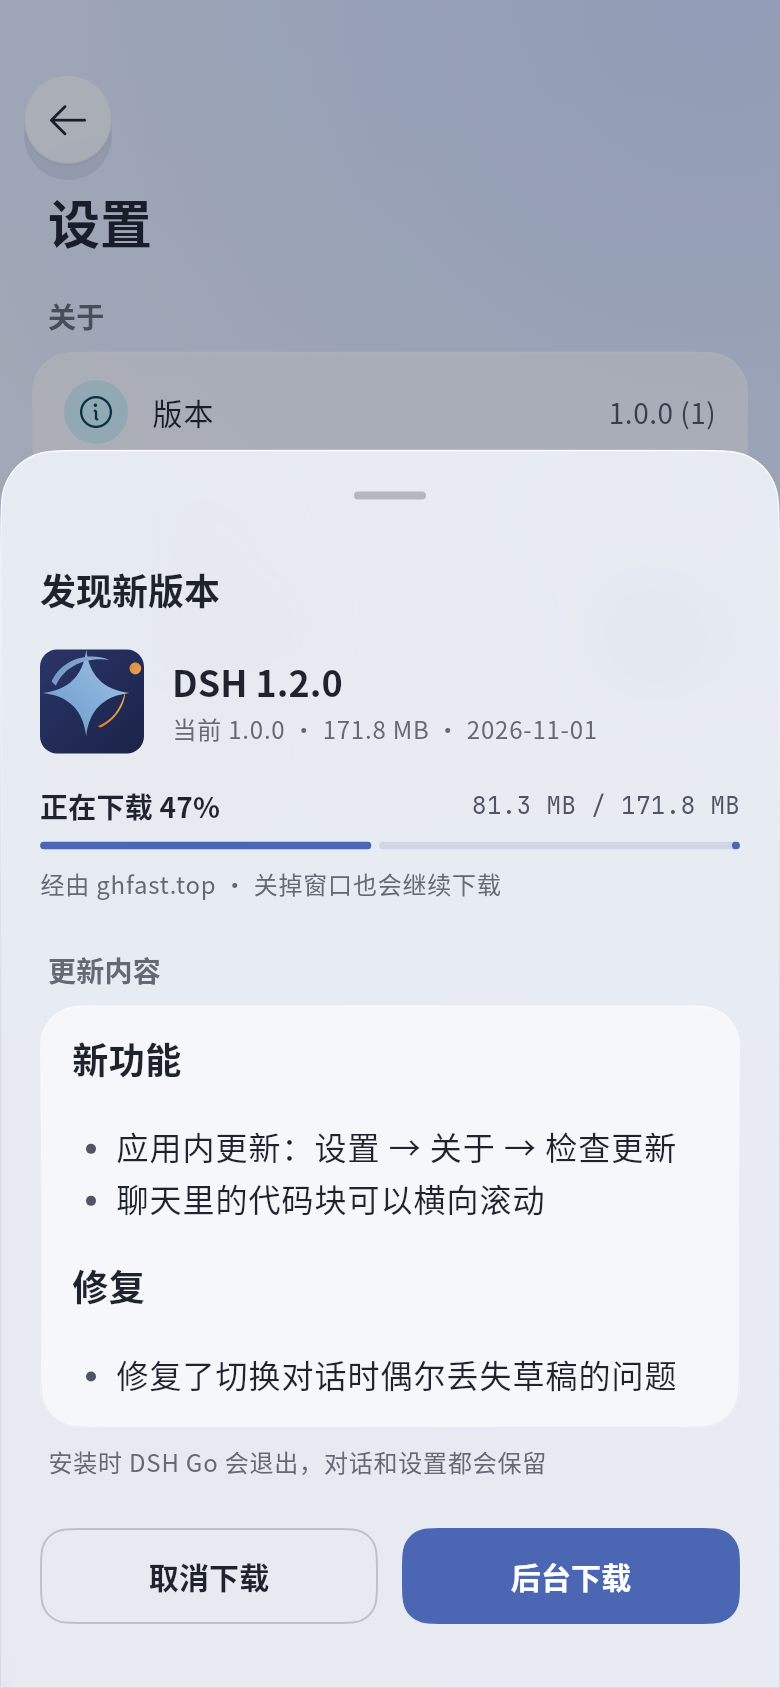 设置
关于
版本 1.0.0 (1)
发现新版本
DSH 1.2.0
当前 1.0.0 · 171.8 MB · 2026-11-01
正在下载 47% 81.3 MB / 171.8 MB
经由 ghfast.top · 关掉窗口也会继续下载
更新内容
新功能
• 应用内更新：设置 → 关于 → 检查更新
• 聊天里的代码块可以横向滚动
修复
• 修复了切换对话时偶尔丢失草稿的问题
安装时 DSH Go 会退出，对话和设置都会保留
取消下载 后台下载